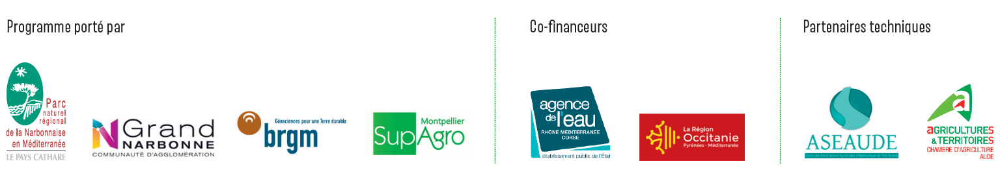 Programme porté par
Parc
naturel
régional
de la Narbonnaise
en Méditerranée
LE PAYS CATHARE
Grand
NARBONNE
COMMUNAUTÉ D'AGGLOMÉRATION
Géosciences pour une Terre durable
brgm
Montpellier
SupAgro
Co-financeurs
agence
de l'eau
RHÔNE MEDITERRANÉE
CORSE
établissement public de l'État
La Région
Occitanie
Pyrénées - Méditerranée
Partenaires techniques
ASEAUDE
a
aGRICULTURES
& TERRITOIRES
CHAMBRE D'AGRICULTURE
AUDE